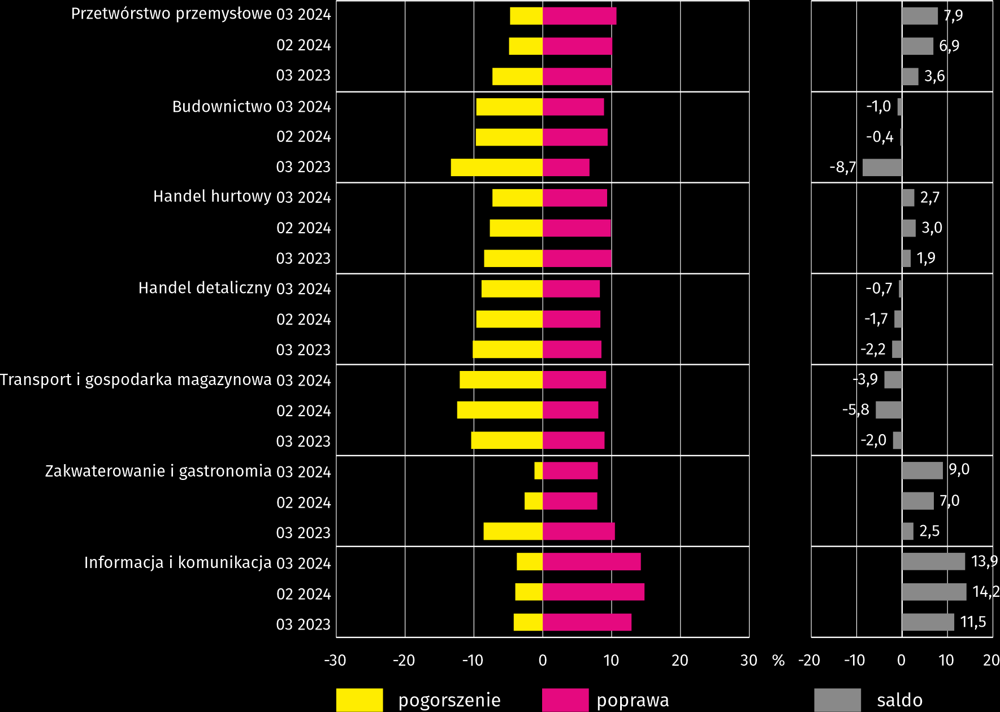 Przetwórstwo przemysłowe 03 2024 7,9
02 2024 6,9
03 2023 3,6
Budownictwo 03 2024 -1,0
02 2024 -0,4
03 2023 -8,7
Handel hurtowy 03 2024 2,7
02 2024 3,0
03 2023 1,9
Handel detaliczny 03 2024 -0,7
02 2024 -1,7
03 2023 -2,2
Transport i gospodarka magazynowa 03 2024 -3,9
02 2024 -5,8
03 2023 -2,0
Zakwaterowanie i gastronomia 03 2024 9,0
02 2024 7,0
03 2023 2,5
Informacja i komunikacja 03 2024 13,9
02 2024 14,2
03 2023 11,5
-30 -20 -10 0 10 20 30 % -20 -10 0 10 20
pogorszenie poprawa saldo